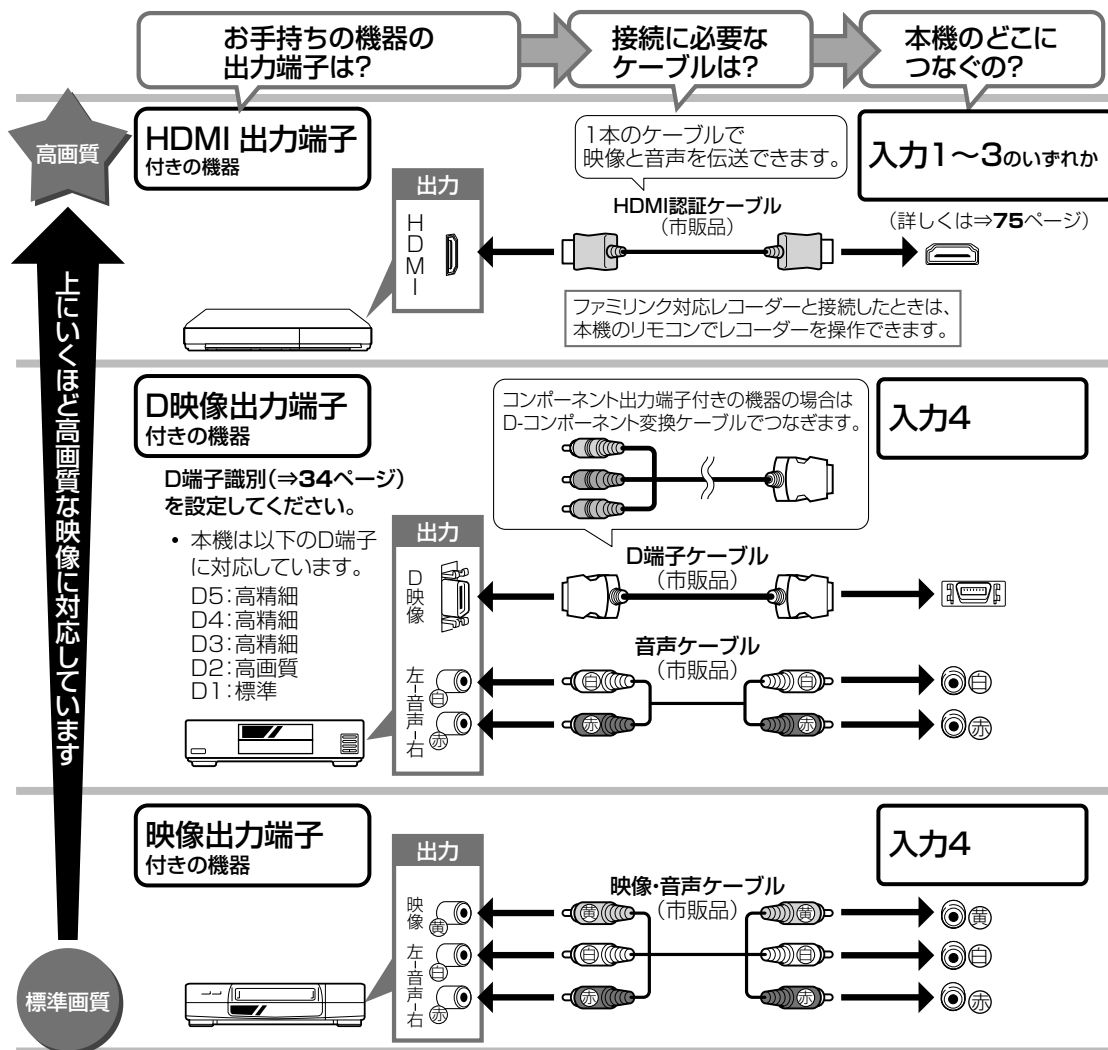 お手持ちの機器の
出力端子は?
接続に必要な
ケーブルは?
本機のどこに
つなぐの?
高画質
上にいくほど高画質な映像に対応しています
標準画質
HDMI 出力端子
付きの機器
出力
HDMI
1本のケーブルで
映像と音声を伝送できます。
HDMI認証ケーブル
(市販品)
入力1〜3のいずれか
(詳しくは⇒75ページ)
ファミリンク対応レコーダーと接続したときは、
本機のリモコンでレコーダーを操作できます。
D映像出力端子
付きの機器
D端子識別(⇒34ページ)
を設定してください。
• 本機は以下のD端子
に対応しています。
D5:高精細
D4:高精細
D3:高精細
D2:高画質
D1:標準
出力
D映像
左-音声-右
白
赤
コンポーネント出力端子付きの機器の場合は
D-コンポーネント変換ケーブルでつなぎます。
D端子ケーブル
(市販品)
音声ケーブル
(市販品)
白 白
赤 赤
入力4
白
赤
映像出力端子
付きの機器
出力
映像
黄
左-音声-右
白
赤
映像・音声ケーブル
(市販品)
黄 黄
白 白
赤 赤
入力4
黄
白
赤